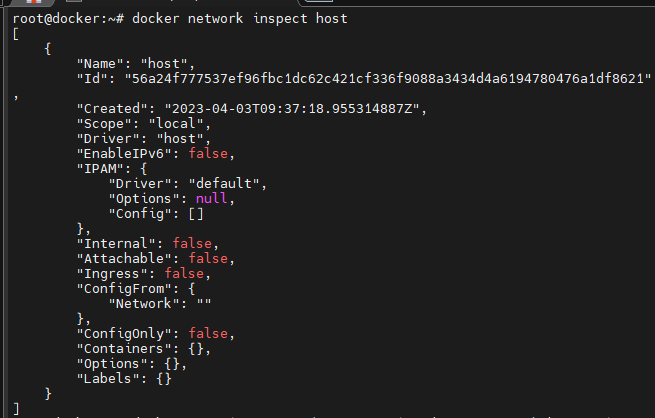 root@docker:~# docker network inspect host
[
    {
        "Name": "host",
        "Id": "56a24f777537ef96fbc1dc62c421cf336f9088a3434d4a6194780476a1df8621"
,
        "Created": "2023-04-03T09:37:18.955314887Z",
        "Scope": "local",
        "Driver": "host",
        "EnableIPv6": false,
        "IPAM": {
            "Driver": "default",
            "Options": null,
            "Config": []
        },
        "Internal": false,
        "Attachable": false,
        "Ingress": false,
        "ConfigFrom": {
            "Network": ""
        },
        "ConfigOnly": false,
        "Containers": {},
        "Options": {},
        "Labels": {}
    }
]